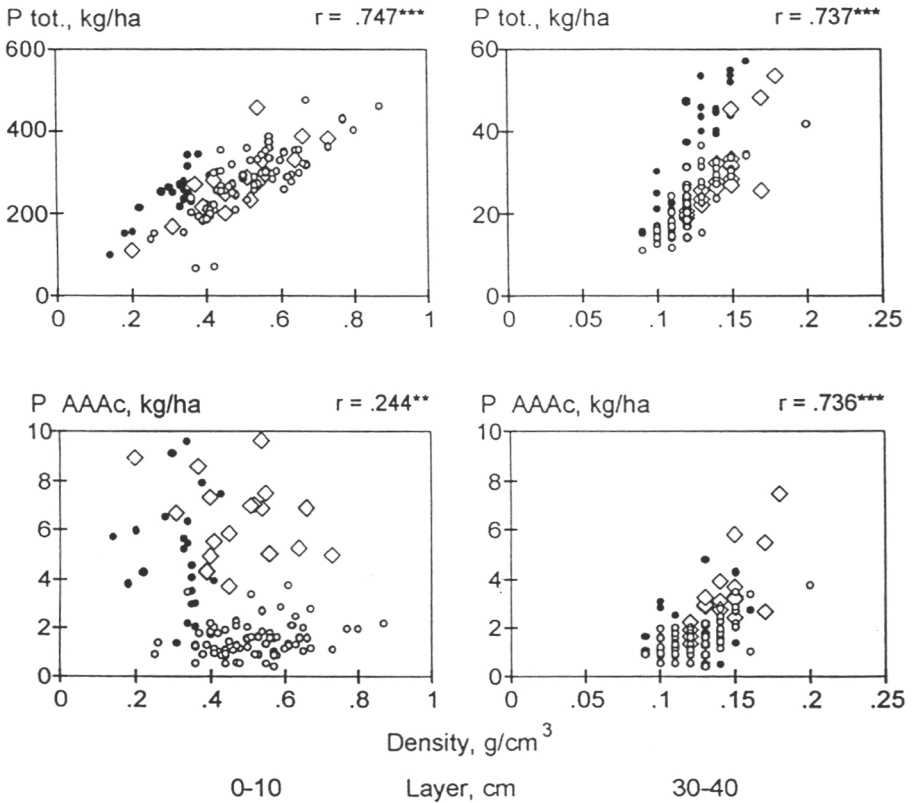 P tot., kg/ha r = .747***
P tot., kg/ha r = .737***
600
400
200
0
0 .2 .4 .6 .8 1
60
40
20
0
0 .05 .1 .15 .2 .25
P AAAc, kg/ha r = .244**
P AAAc, kg/ha r = .736***
10
8
6
4
2
0
0 .2 .4 .6 .8 1
10
8
6
4
2
0
0 0.05 .1 .15 .2 .25
Density, g/cm³
0-10 Layer, cm 30-40